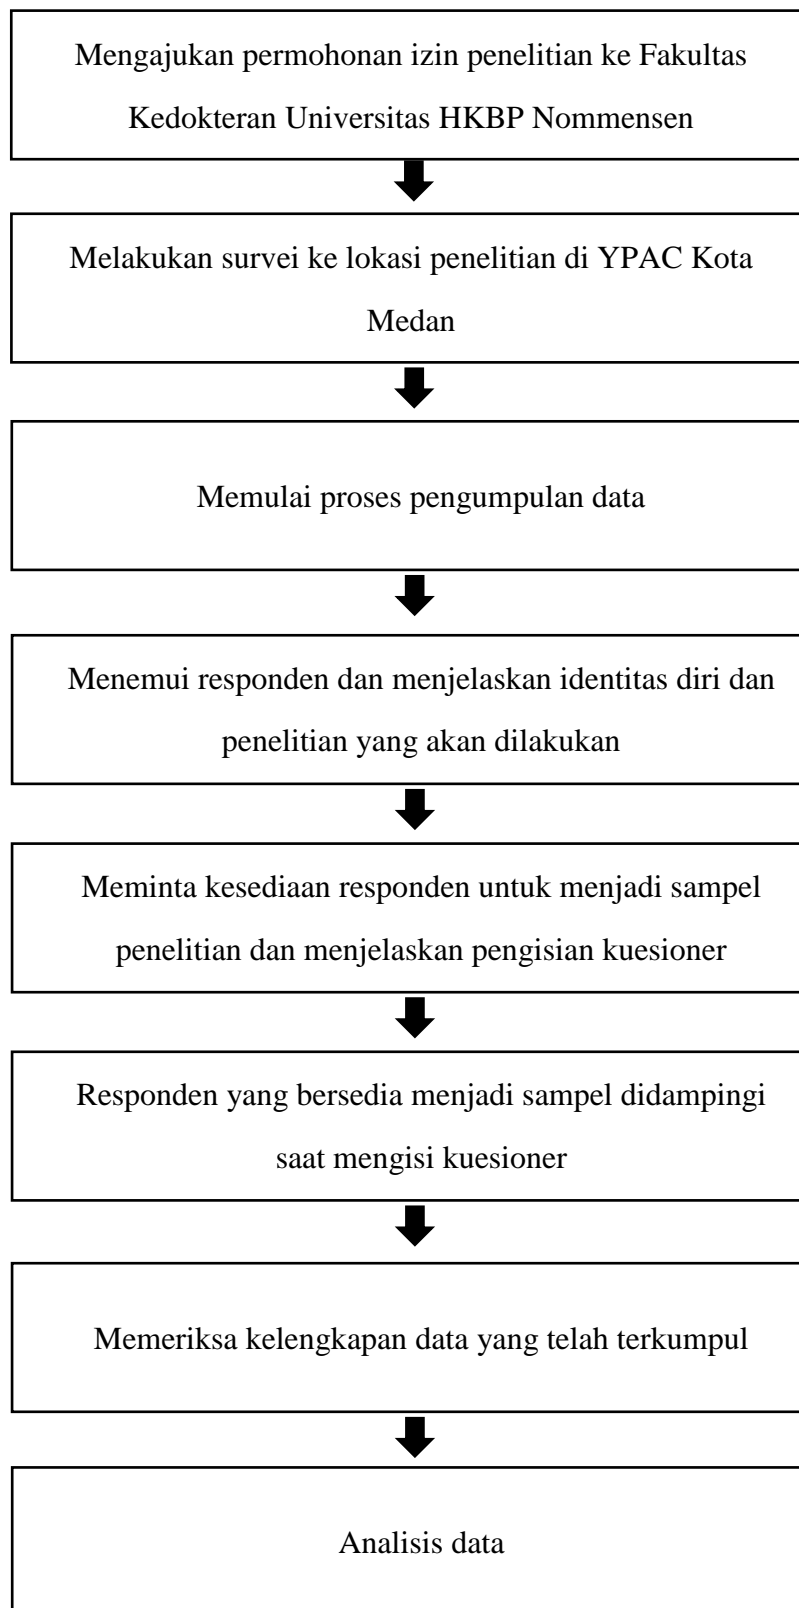 Mengajukan permohonan izin penelitian ke Fakultas
Kedokteran Universitas HKBP Nommensen
Melakukan survei ke lokasi penelitian di YPAC Kota
Medan
Memulai proses pengumpulan data
Menemui responden dan menjelaskan identitas diri dan
penelitian yang akan dilakukan
Meminta kesediaan responden untuk menjadi sampel
penelitian dan menjelaskan pengisian kuesioner
Responden yang bersedia menjadi sampel didampingi
saat mengisi kuesioner
Memeriksa kelengkapan data yang telah terkumpul
Analisis data